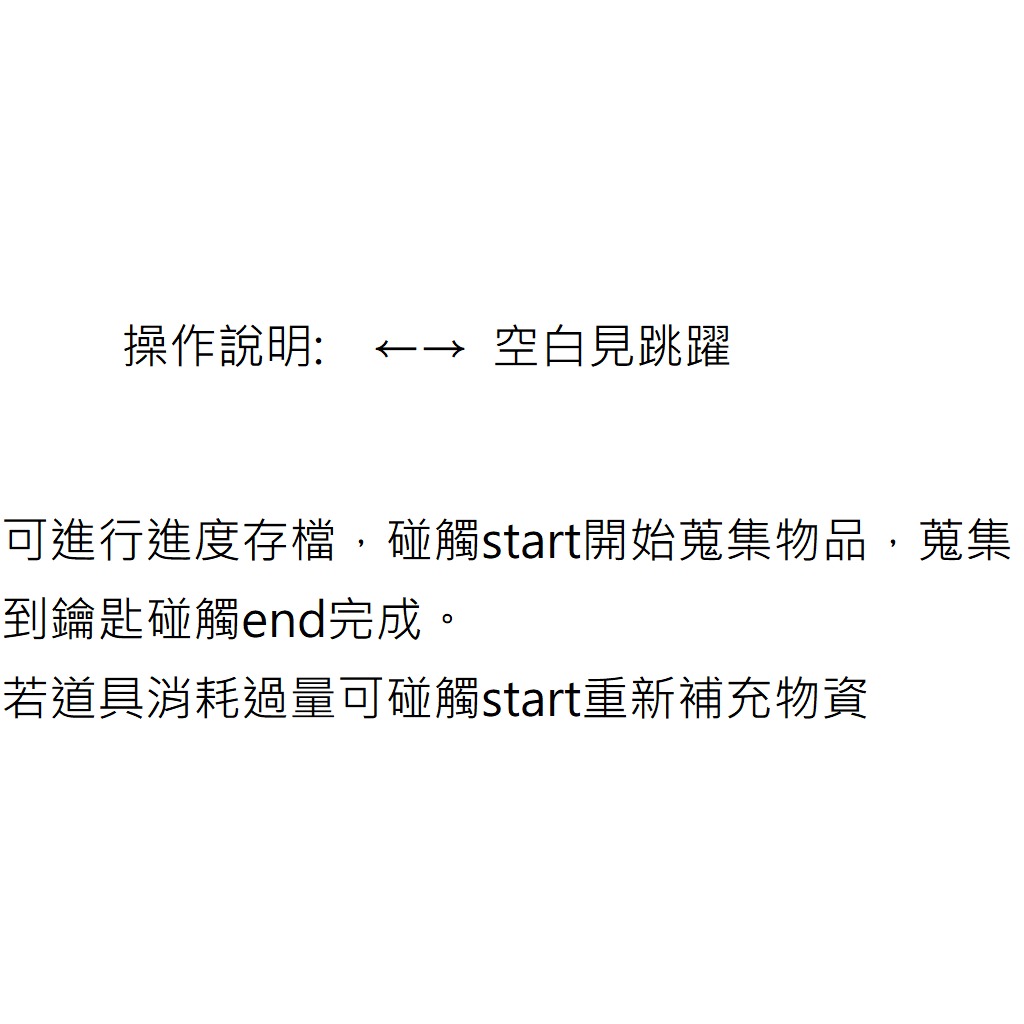 操作說明: ←→ 空白見跳躍
可進行進度存檔，碰觸start開始蒐集物品，蒐集
到鑰匙碰觸end完成。
若道具消耗過量可碰觸start重新補充物資